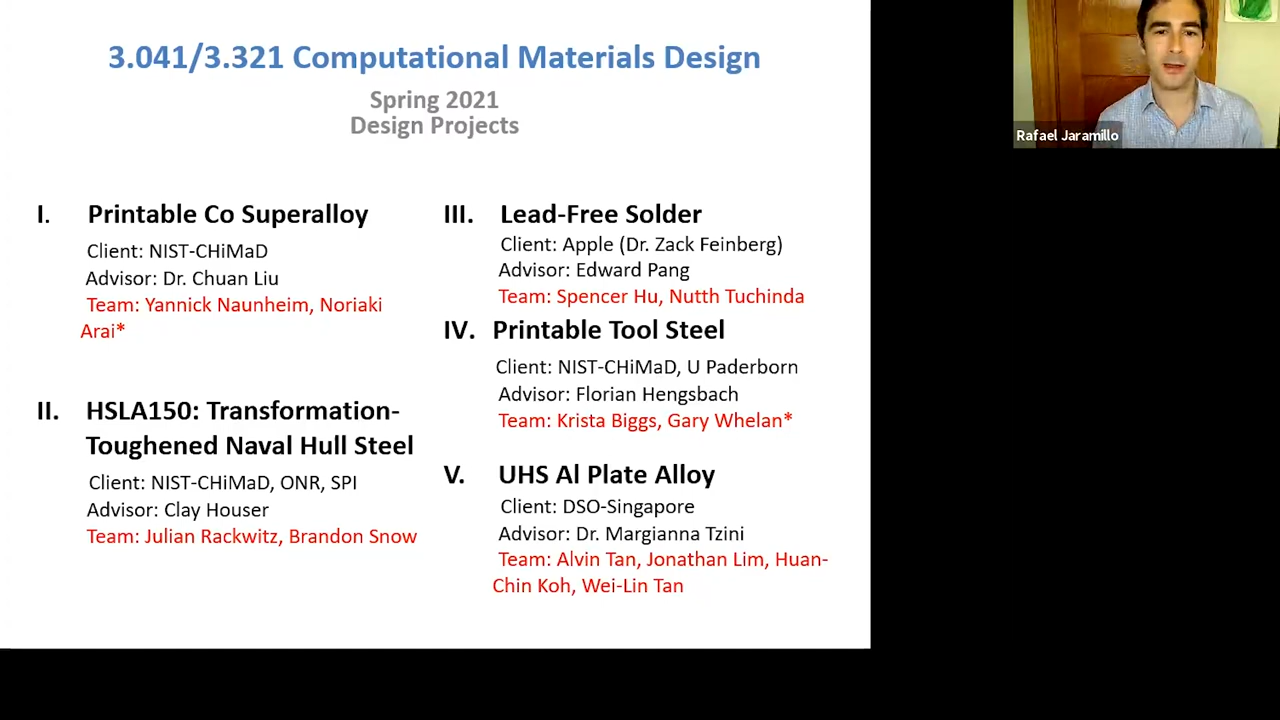 3.041/3.321 Computational Materials Design
Spring 2021
Design Projects
I. Printable Co Superalloy
Client: NIST-CHiMaD
Advisor: Dr. Chuan Liu
Team: Yannick Naunheim, Noriaki
Arai*
II. HSLA150: Transformation-
Toughened Naval Hull Steel
Client: NIST-CHiMaD, ONR, SPI
Advisor: Clay Houser
Team: Julian Rackwitz, Brandon Snow
III. Lead-Free Solder
Client: Apple (Dr. Zack Feinberg)
Advisor: Edward Pang
Team: Spencer Hu, Nutth Tuchinda
IV. Printable Tool Steel
Client: NIST-CHiMaD, U Paderborn
Advisor: Florian Hengsbach
Team: Krista Biggs, Gary Whelan*
V. UHS Al Plate Alloy
Client: DSO-Singapore
Advisor: Dr. Margianna Tzini
Team: Alvin Tan, Jonathan Lim, Huan-
Chin Koh, Wei-Lin Tan
Rafael Jaramillo